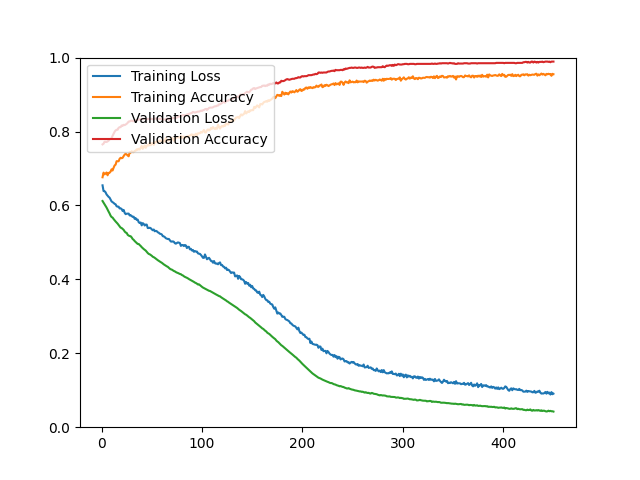 1.0
0.8
0.6
0.4
0.2
0.0
Training Loss
Training Accuracy
Validation Loss
Validation Accuracy
0 100 200 300 400